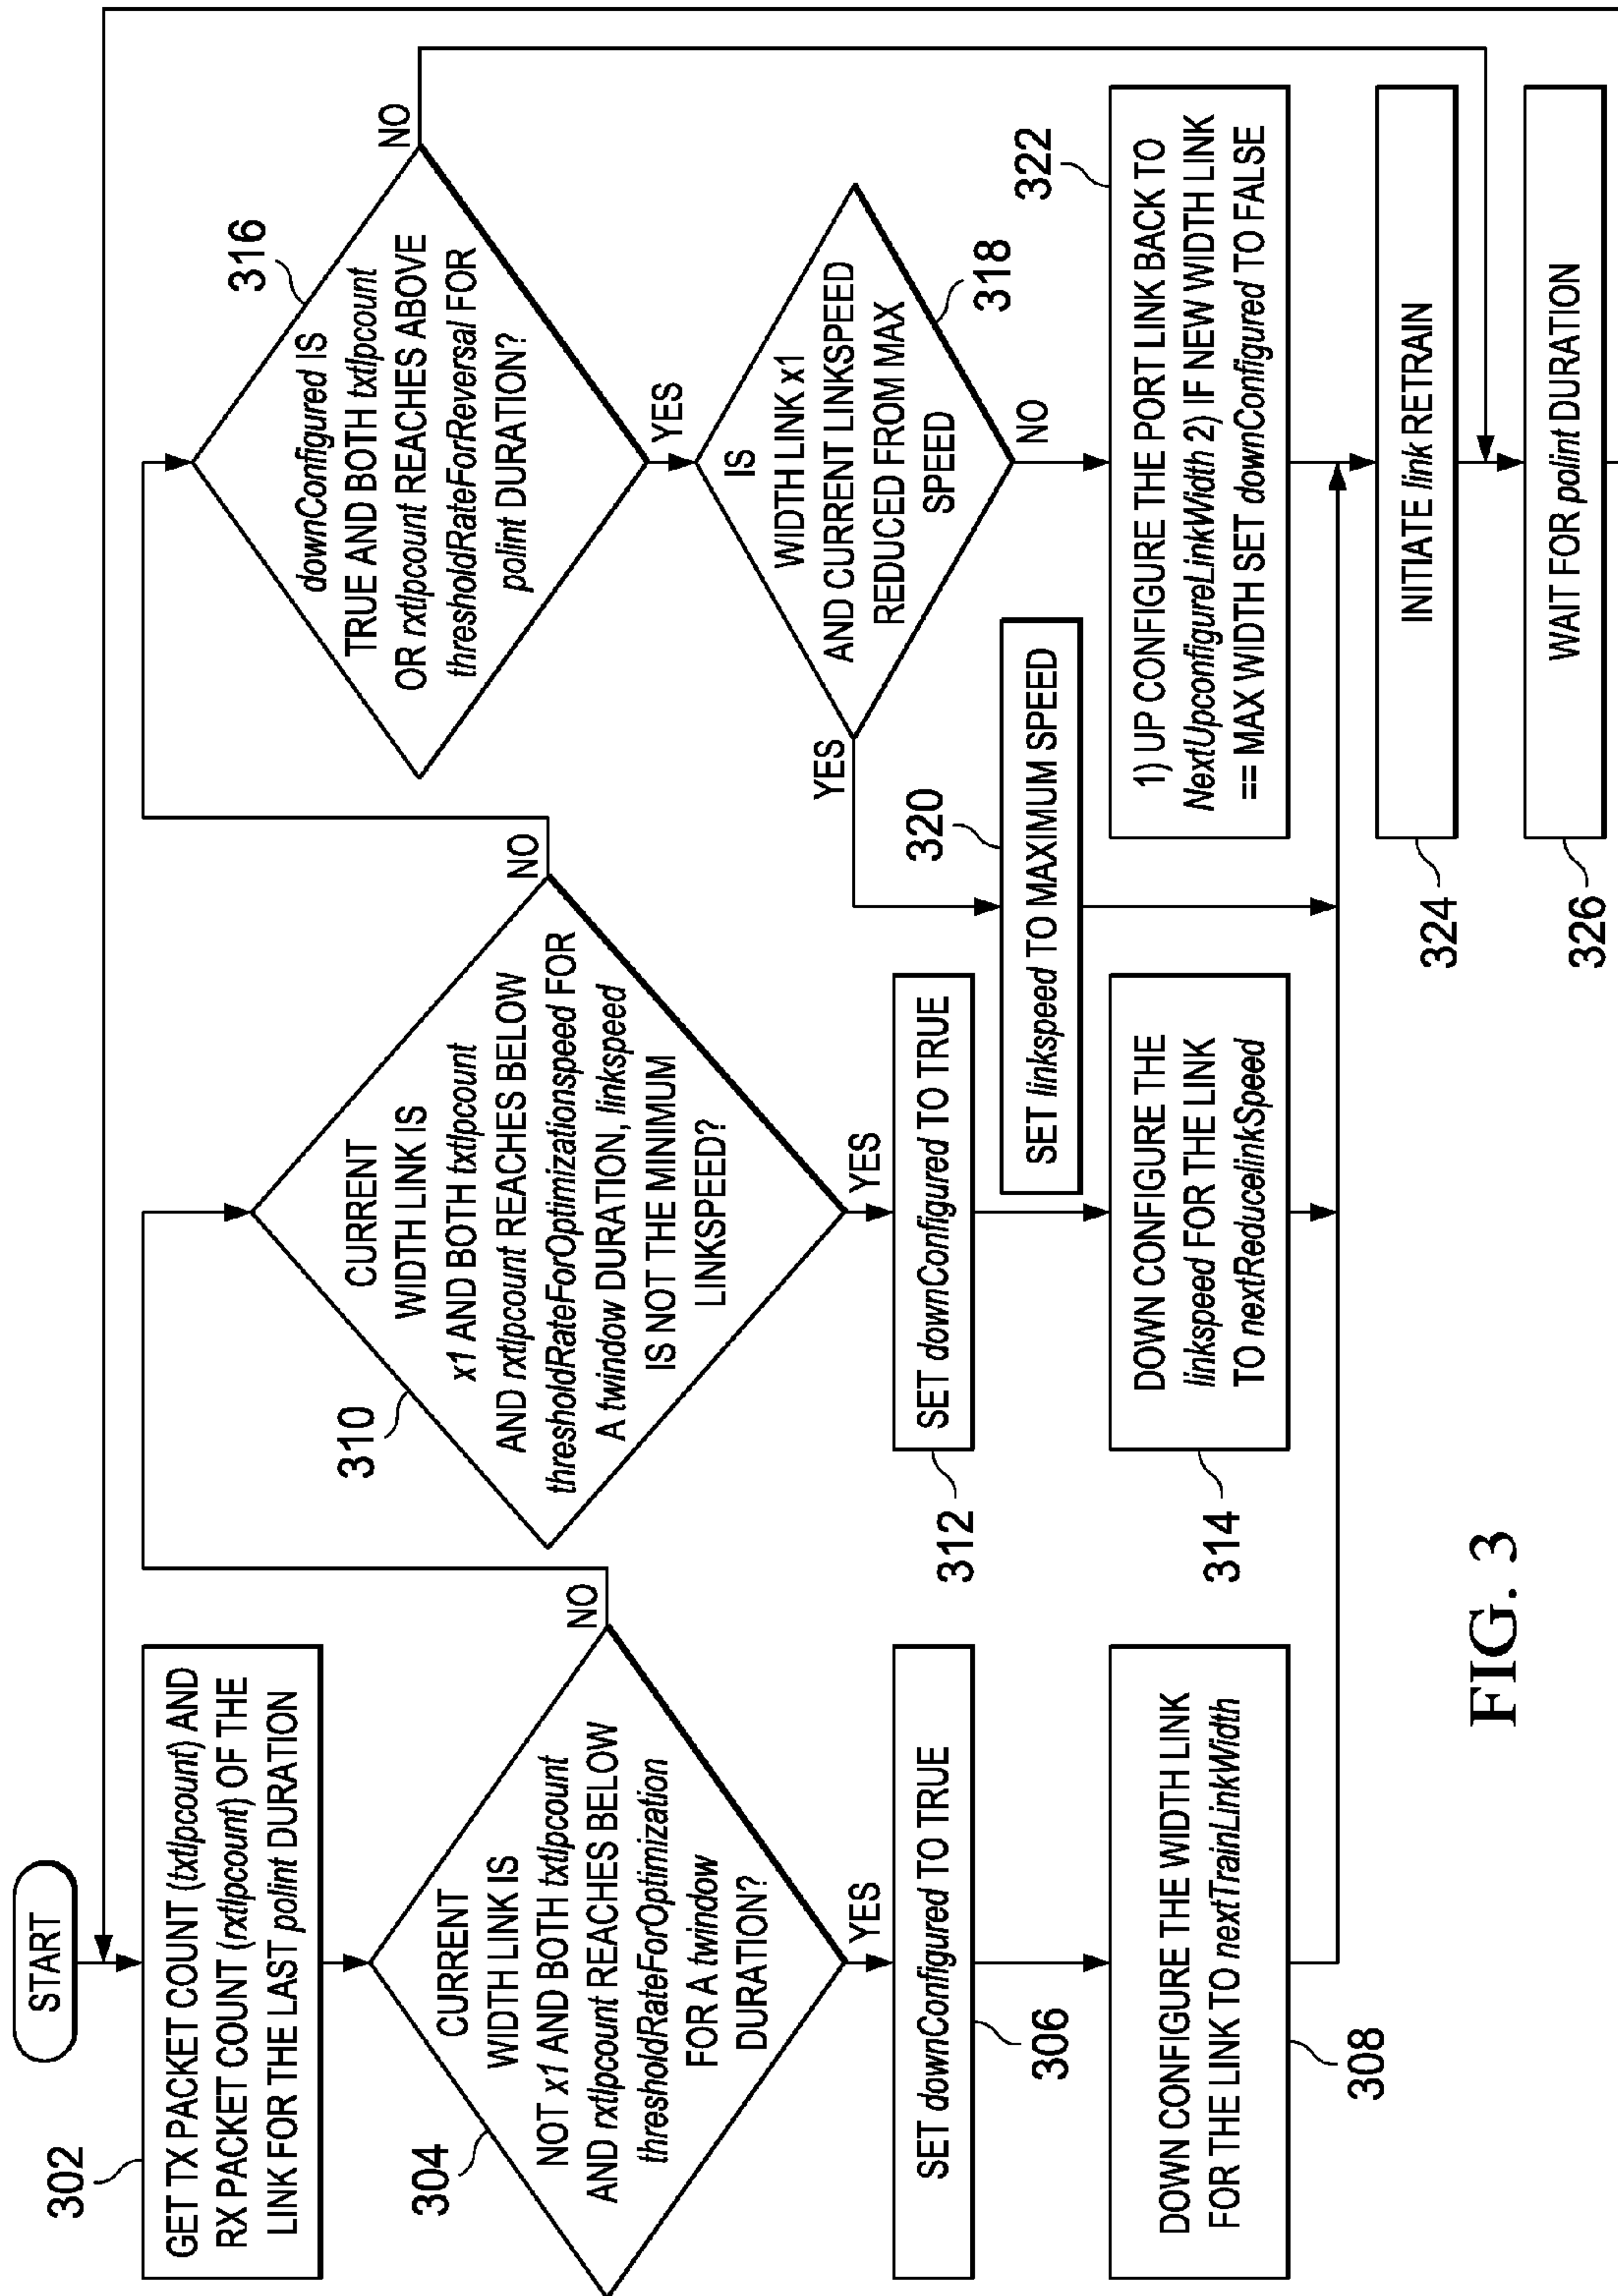 START
302
GET TX PACKET COUNT (txtlpcount) AND
RX PACKET COUNT (rxtlpcount) OF THE
LINK FOR THE LAST polint DURATION
304
CURRENT
WIDTH LINK IS
NOT x1 AND BOTH txtlpcount
AND rxtlpcount REACHES BELOW
thresholdRateForOptimization
FOR A twindow
DURATION?
NO
YES
SET downConfigured TO TRUE
306
DOWN CONFIGURE THE WIDTH LINK
FOR THE LINK TO nextTrainLinkWidth
308
310
CURRENT
WIDTH LINK IS
x1 AND BOTH txtlpcount
AND rxtlpcount REACHES BELOW
thresholdRateForOptimizationspeed FOR
A twindow DURATION, linkspeed
IS NOT THE MINIMUM
LINKSPEED?
NO
YES
SET downConfigured TO TRUE
312
DOWN CONFIGURE THE
linkspeed FOR THE LINK
TO nextReducelinkSpeed
314
316
downConfigured IS
TRUE AND BOTH txtlpcount
OR rxtlpcount REACHES ABOVE
thresholdRateForReversal FOR
polint DURATION?
NO
YES
IS
WIDTH LINK x1
AND CURRENT LINKSPEED
REDUCED FROM MAX
SPEED
318
YES
NO
320
SET linkspeed TO MAXIMUM SPEED
322
1) UP CONFIGURE THE PORT LINK BACK TO
NextUpconfigureLinkWidth 2) IF NEW WIDTH LINK
== MAX WIDTH SET downConfigured TO FALSE
INITIATE link RETRAIN
324
WAIT FOR polint DURATION
326
FIG. 3